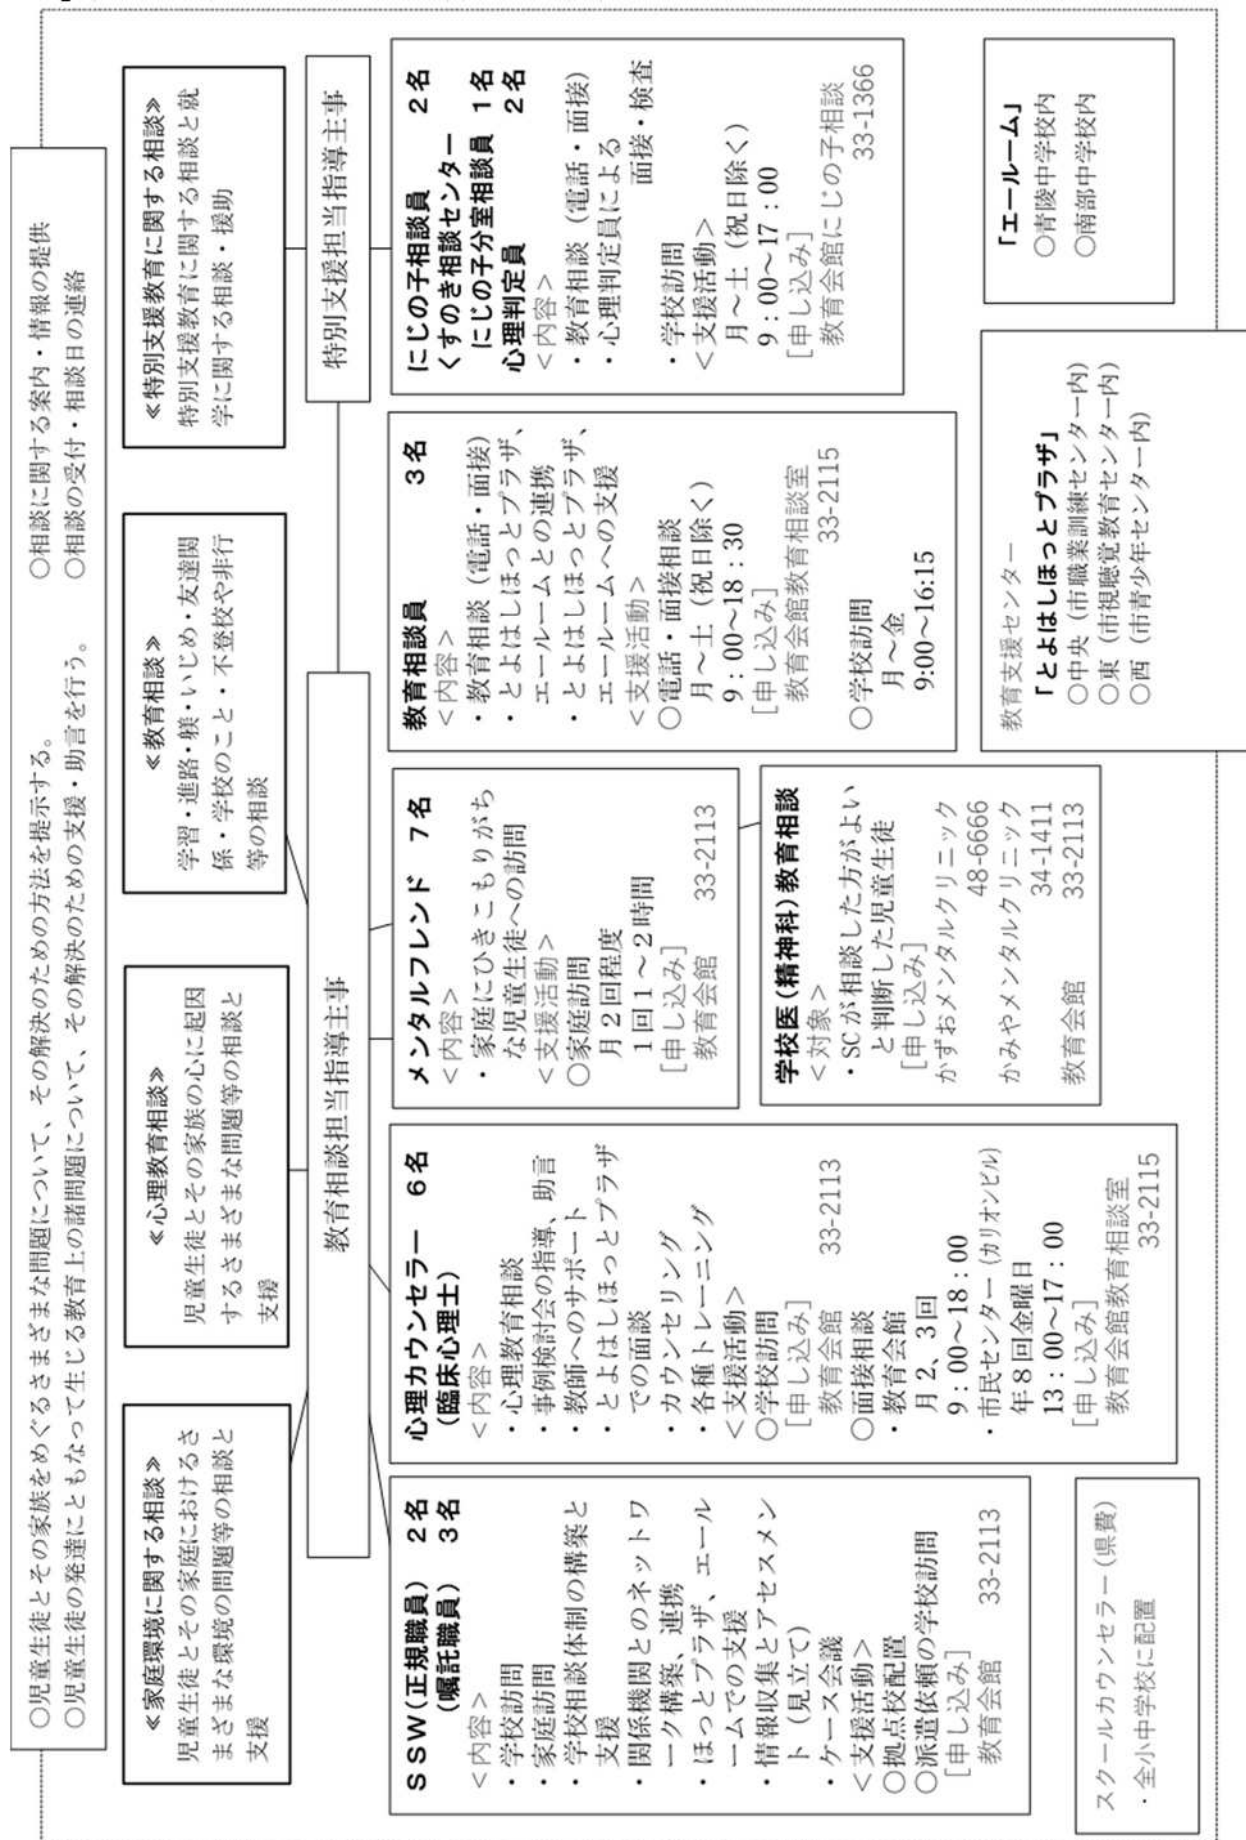 ○児童生徒とその家族をめぐるさまざまな問題について、その解決のための方法を提示する。　○相談に関する案内・情報の提供
○児童生徒の発達にともなって生じる教育上の諸問題について、その解決のための支援・助言を行う。　○相談の受付・相談日の連絡
≪家庭環境に関する相談≫
児童生徒とその家庭におけるさ
まざまな環境の問題等の相談と
支援
≪心理教育相談≫
児童生徒とその家族の心に起因
するさまざまな問題等の相談と
支援
≪教育相談≫
学習・進路・躾・いじめ・友達関
係・学校のこと・不登校や非行
等の相談
≪特別支援教育に関する相談≫
特別支援教育に関する相談と就
学に関する相談・援助
教育相談担当指導主事
特別支援担当指導主事
ＳＳＷ(正規職員)　２名
(嘱託職員)　３名
＜内容＞
・学校訪問
・家庭訪問
・学校相談体制の構築と
支援
・関係機関とのネットワ
ーク構築、連携
・ほっとプラザ、エール
ームでの支援
・情報収集とアセスメン
ト（見立て）
・ケース会議
＜支援活動＞
○拠点校配置
○派遣依頼の学校訪問
[申し込み]
教育会館　33-2113
心理カウンセラー　６名
(臨床心理士)
＜内容＞
・心理教育相談
・事例検討会の指導、助言
・教師へのサポート
・とよはしほっとプラザ
での面談
・カウンセリング
・各種トレーニング
＜支援活動＞
○学校訪問
[申し込み]
教育会館　33-2113
○面接相談
・教育会館
月２、３回
９：00～18：00
・市民センター(カリオンビル)
年８回金曜日
13：00～17：00
[申し込み]
教育会館教育相談室
33-2115
メンタルフレンド　７名
＜内容＞
・家庭にひきこもりがち
な児童生徒への訪問
＜支援活動＞
○家庭訪問
月２回程度
１回１～２時間
[申し込み]
教育会館　33-2113
学校医(精神科)教育相談
＜対象＞
・SCが相談した方がよい
と判断した児童生徒
[申し込み]
かずおメンタルクリニック
48-6666
かみやメンタルクリニック
34-1411
教育会館　33-2113
教育相談員　３名
＜内容＞
・教育相談（電話・面接）
・とよはしほっとプラザ、
エールームとの連携
・とよはしほっとプラザ、
エールームへの支援
＜支援活動＞
○電話・面接相談
月～土（祝日除く）
９：00～18：30
[申し込み]
教育会館教育相談室
33-2115
○学校訪問
月～金
9:00～16:15
にじの子相談員　２名
くすのき相談センター
にじの子分室相談員　１名
心理判定員　２名
＜内容＞
・教育相談（電話・面接）
・心理判定員による
面接・検査
・学校訪問
＜支援活動＞
月～土（祝日除く）
９：00～17：00
[申し込み]
教育会館にじの子相談
33-1366
スクールカウンセラー(県費)
・全小中学校に配置
教育支援センター
「とよはしほっとプラザ」
○中央（市職業訓練センター内）
○東（市視聴覚教育センター内）
○西（市青少年センター内）
「エールーム」
○青陵中学校内
○南部中学校内